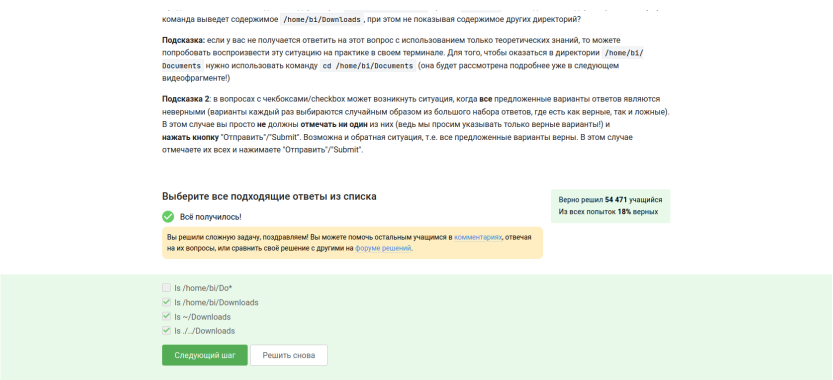 команда выведет содержимое /home/bi/Downloads , при этом не показывая содержимое других директорий?
Подсказка: если у вас не получается ответить на этот вопрос с использованием только теоретических знаний, то можете
попробовать воспроизвести эту ситуацию на практике в своем терминале. Для того, чтобы оказаться в директории /home/bi/
Documents нужно использовать команду cd /home/bi/Documents (она будет рассмотрена подробнее уже в следующем
видеофрагменте!)
Подсказка 2: в вопросах с чекбоксами/checkbox может возникнуть ситуация, когда все предложенные варианты ответов являются
неверными (варианты каждый раз выбираются случайным образом из большого набора ответов, где есть как верные, так и ложные).
В этом случае вы просто не должны отмечать ни один из них (ведь мы просим указывать только верные варианты!) и
нажать кнопку "Отправить"/"Submit". Возможна и обратная ситуация, т.е. все предложенные варианты верны. В этом случае
отмечаете их всех и нажимаете "Отправить"/"Submit".
Выберите все подходящие ответы из списка
Верно решил 54 471 учащийся
Из всех попыток 18% верных
Всё получилось!
Вы решили сложную задачу, поздравляем! Вы можете помочь остальным учащимся в комментариях, отвечая
на их вопросы, или сравнить своё решение с другими на форуме решений.
ls /home/bi/Do*
ls /home/bi/Downloads
ls ~/Downloads
ls ./../Downloads
Следующий шаг Решить снова